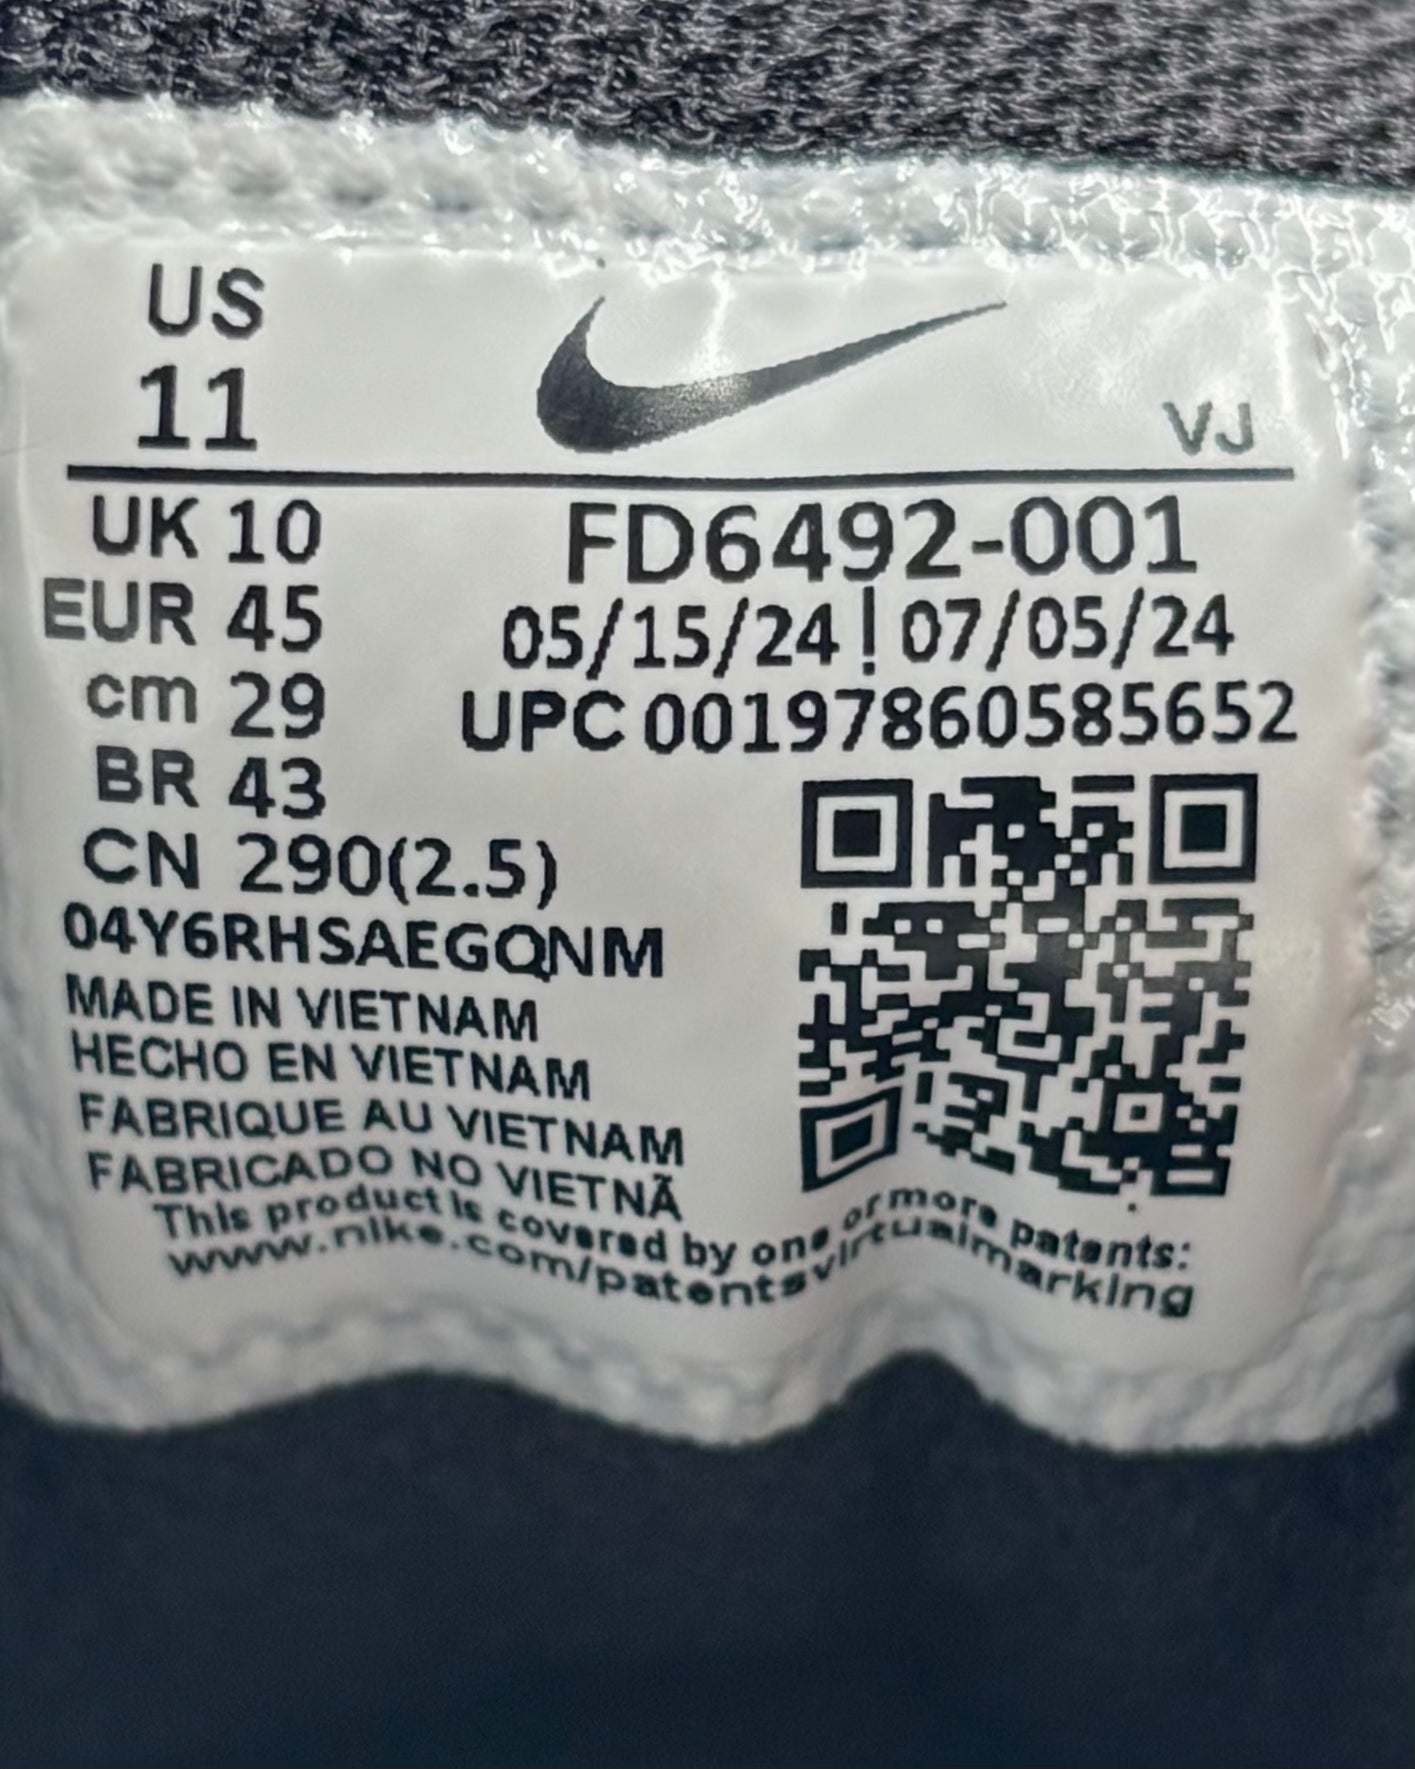 US
11
VJ
UK 10
EUR 45
cm 29
BR 43
CN 290(2.5)
FD6492-001
05/15/24 | 07/05/24
UPC 00197860585652
04Y6RHSAEGQNM
MADE IN VIETNAM
HECHO EN VIETNAM
FABRIQUE AU VIETNAM
FABRICADO NO VIETNÃ
This product is covered by one or more patents:
www.nike.com/patentsvirtualmarking